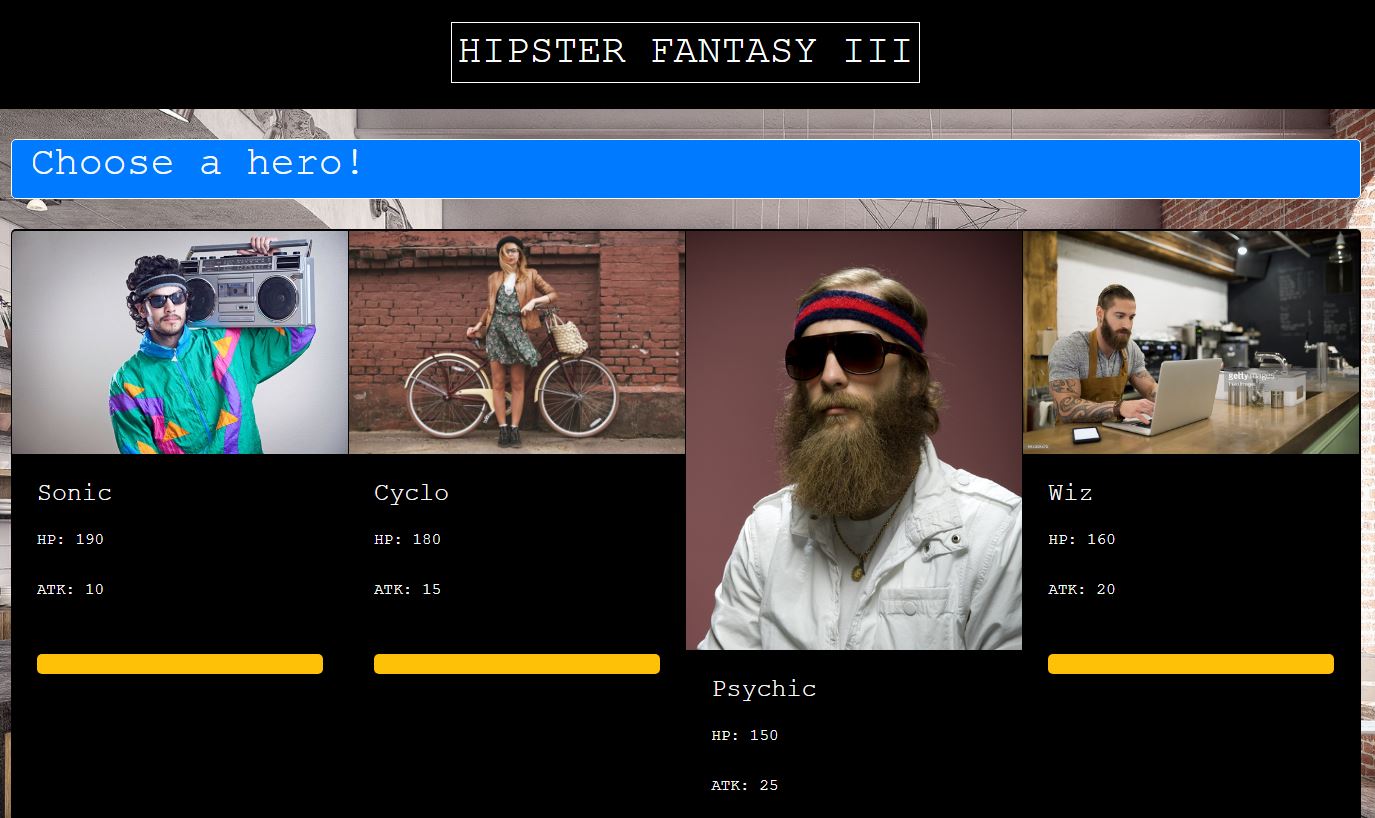 HIPSTER FANTASY III
Choose a hero!
Sonic
HP: 190
ATK: 10
Cyclo
HP: 180
ATK: 15
Psychic
HP: 150
ATK: 25
gettyimages
Wiz
HP: 160
ATK: 20